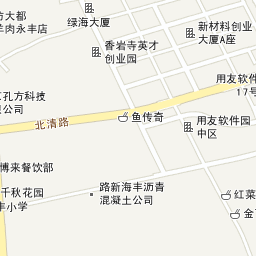 方大都
羊肉永丰店
绿海大厦
香岩寺英才
创业园
新材料创业
大厦A座
用友软件
17号
孔方科技
公司
北清路
鱼传奇
用友软件园
中区
博来餐饮部
千秋花园
丰小学
路新海丰沥青
混凝土公司
红菜
金百